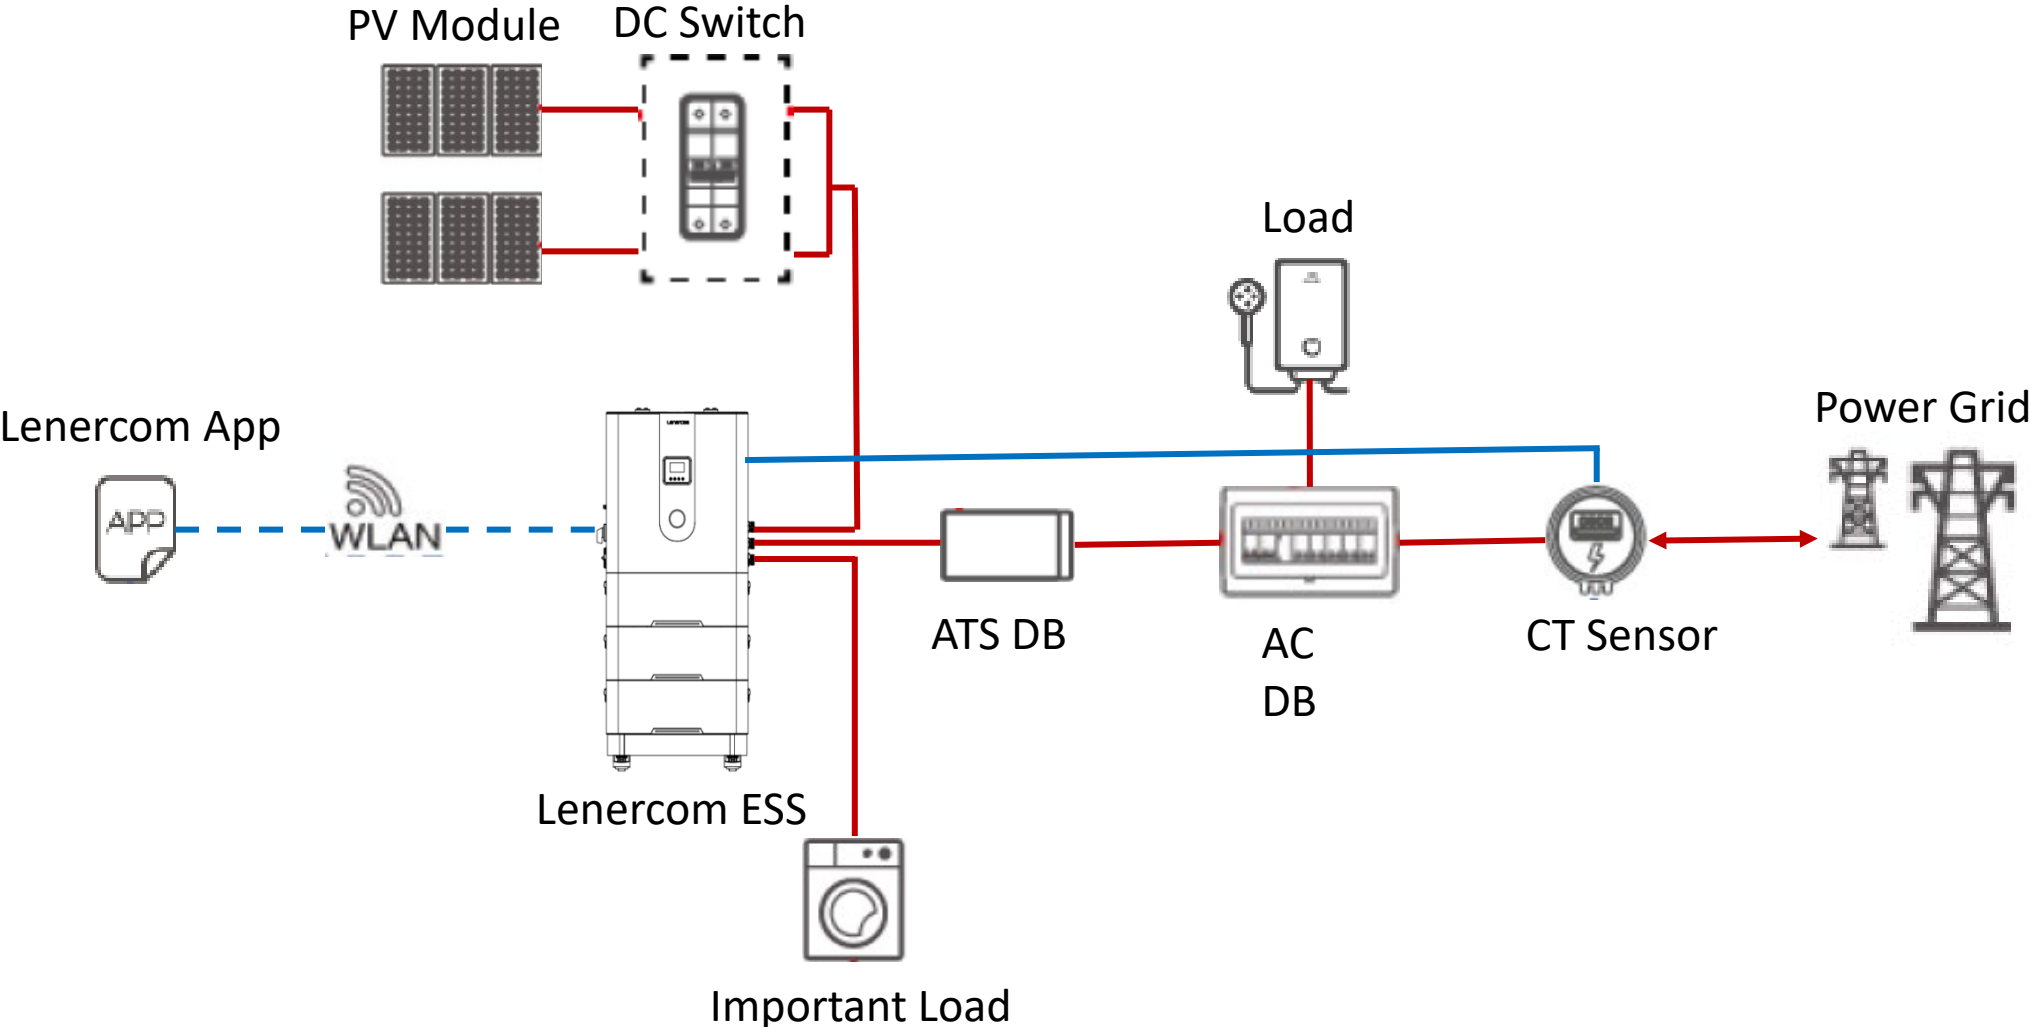 PV Module
DC Switch
Load
Power Grid
Lenercom App
APP
WLAN
ATS DB
AC
DB
CT Sensor
Lenercom ESS
Important Load